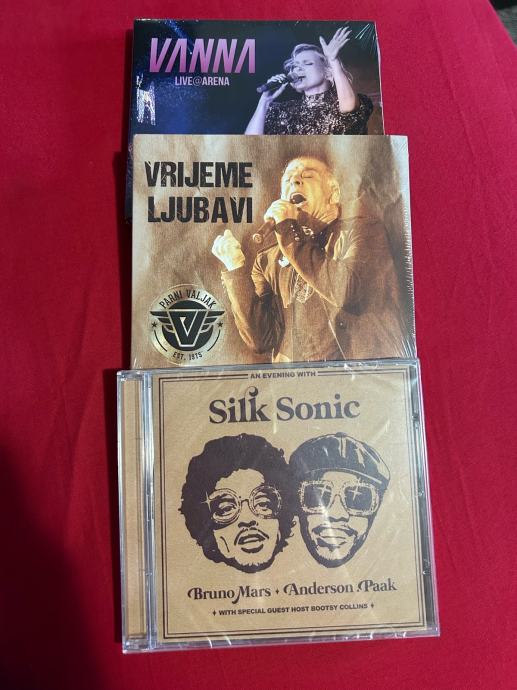 VANNA
LIVE@ARENA
VRIJEME
LJUBAVI
PARNI VALJAK
EST. 1975
AN EVENING WITH
Silk Sonic
Bruno Mars Anderson .Paak
WITH SPECIAL GUEST HOST BOOTSY COLLINS